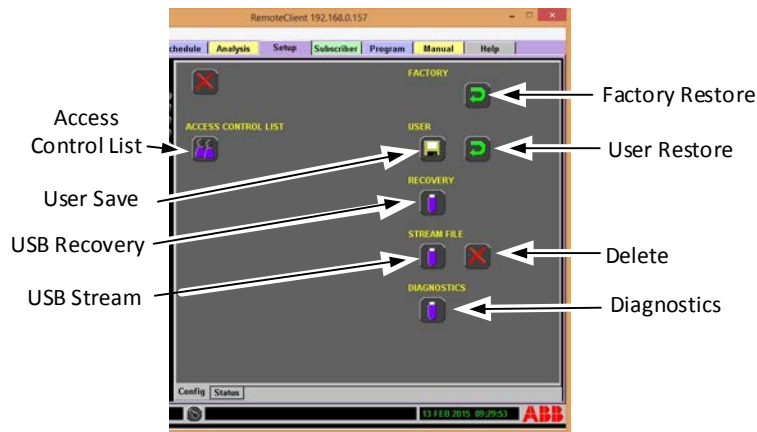 RemoteClient 192.168.0.157
chedule Analysis Setup Subscriber Program Manual Help
FACTORY
Factory Restore
Access
Control List
ACCESS CONTROL LIST
USER
User Restore
User Save
RECOVERY
USB Recovery
STREAM FILE
Delete
USB Stream
DIAGNOSTICS
Diagnostics
Config Status
13 FEB 2015 09:29:53 ABB